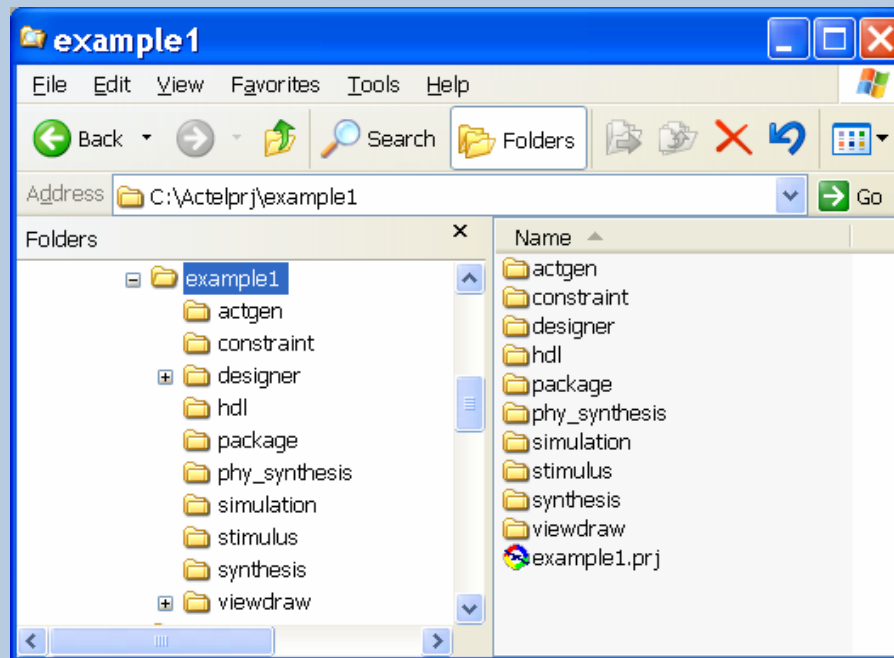 example1
File Edit View Favorites Tools Help
Back Search Folders
Address C:\Actelprj\example1 Go
Folders
example1
actgen
constraint
designer
hdl
package
phy_synthesis
simulation
stimulus
synthesis
viewdraw
Name
actgen
constraint
designer
hdl
package
phy_synthesis
simulation
stimulus
synthesis
viewdraw
example1.prj